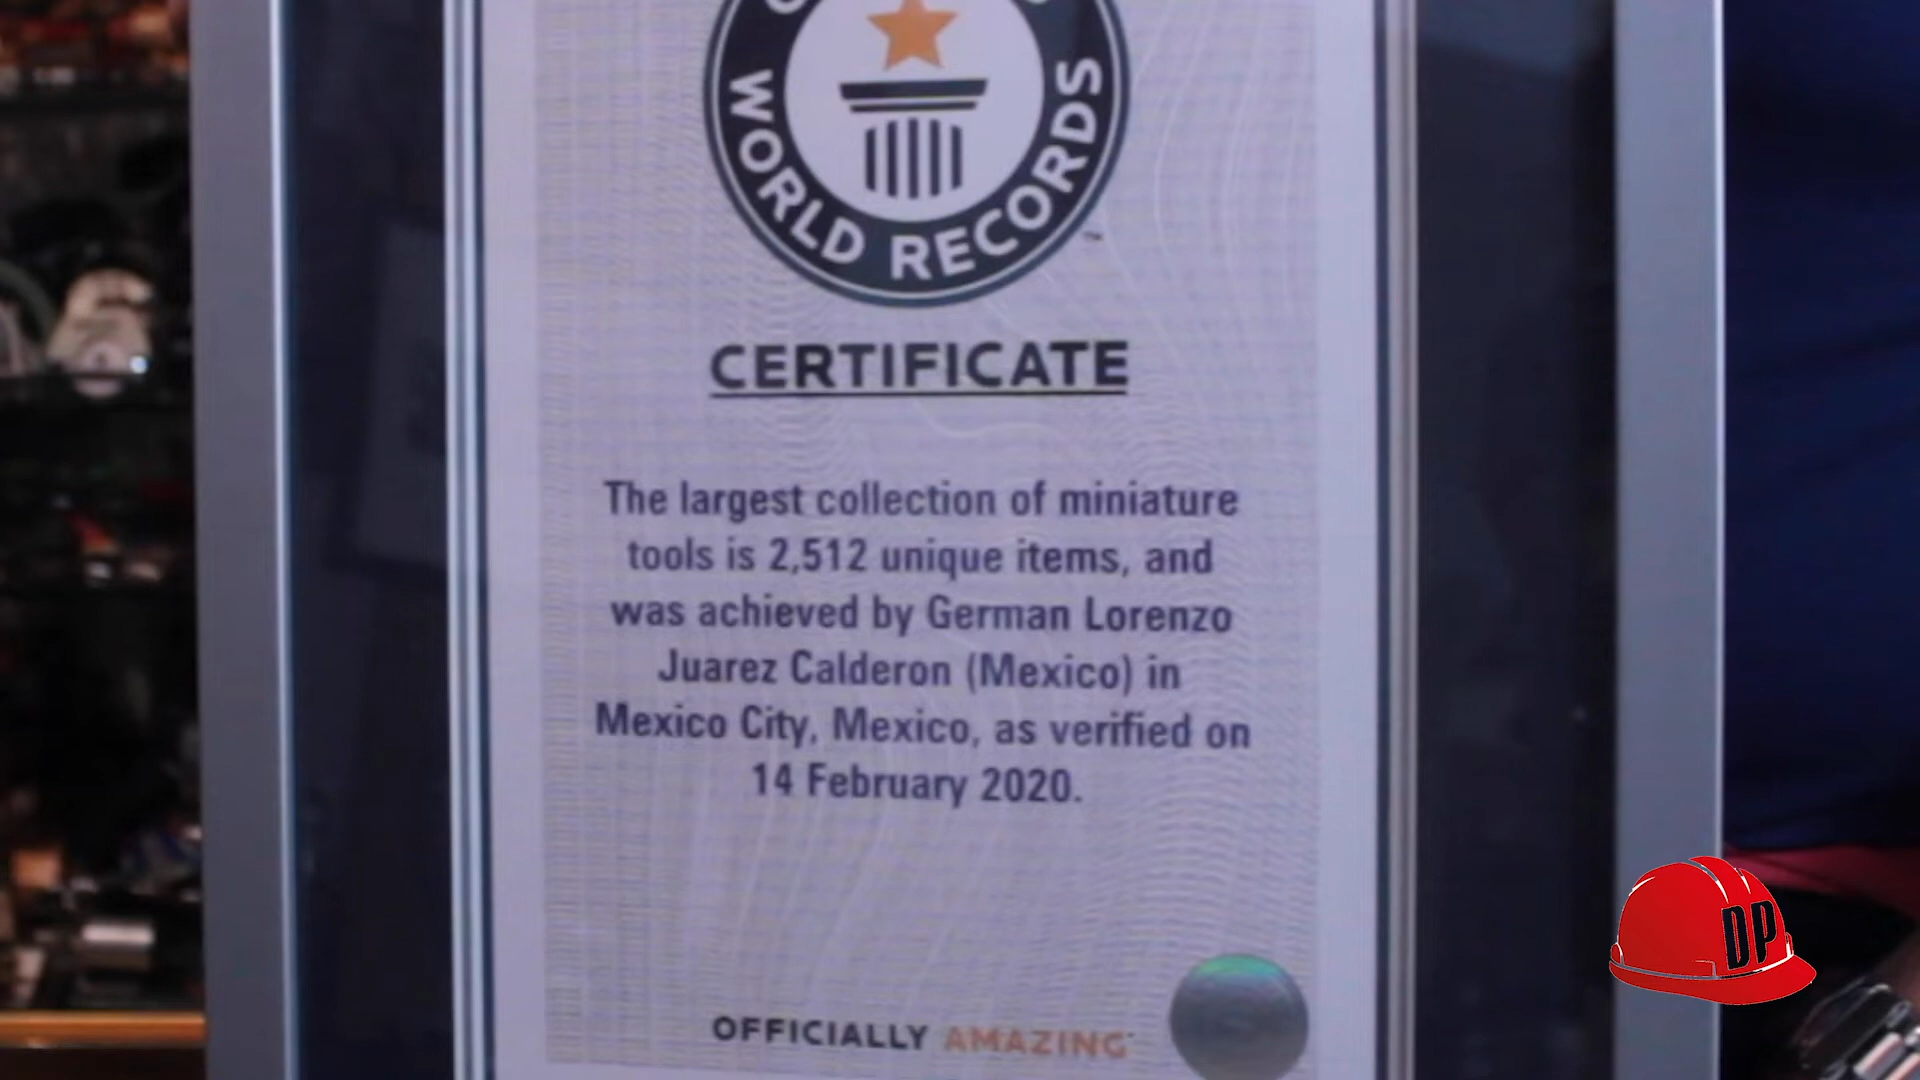 WORLD RECORDS
CERTIFICATE
The largest collection of miniature
tools is 2,512 unique items, and
was achieved by German Lorenzo
Juarez Calderon (Mexico) in
Mexico City, Mexico, as verified on
14 February 2020.
OFFICIALLY AMAZING
DP